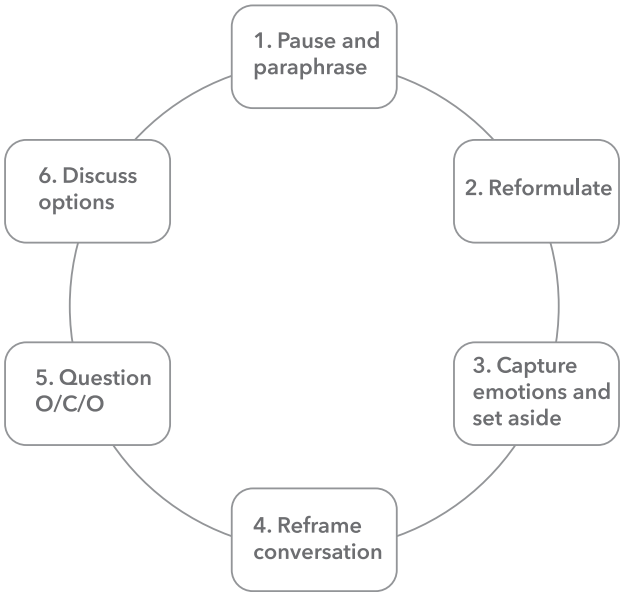 1. Pause and
paraphrase
2. Reformulate
3. Capture
emotions and
set aside
4. Reframe
conversation
5. Question
O/C/O
6. Discuss
options